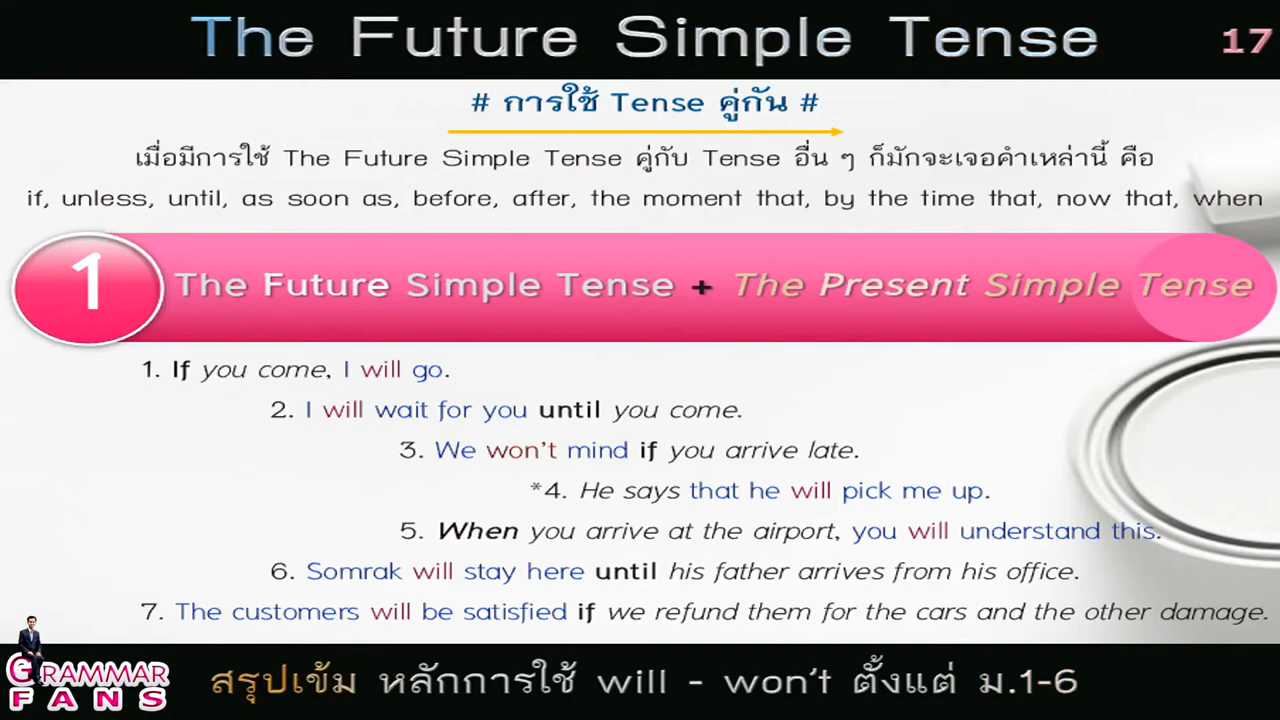 The Future Simple Tense 17
# การใช้ Tense คู่กัน #
เมื่อมีการใช้ The Future Simple Tense คู่กับ Tense อื่น ๆ ก็มักจะเจอคำเหล่านี้ คือ
if, unless, until, as soon as, before, after, the moment that, by the time that, now that, when
1 The Future Simple Tense + The Present Simple Tense
1. If you come, I will go.
2. I will wait for you until you come.
3. We won't mind if you arrive late.
*4. He says that he will pick me up.
5. When you arrive at the airport, you will understand this.
6. Somrak will stay here until his father arrives from his office.
7. The customers will be satisfied if we refund them for the cars and the other damage.
GRAMMAR
FANS
สรุปเข้ม หลักการใช้ will - won't ตั้งแต่ ม.1-6